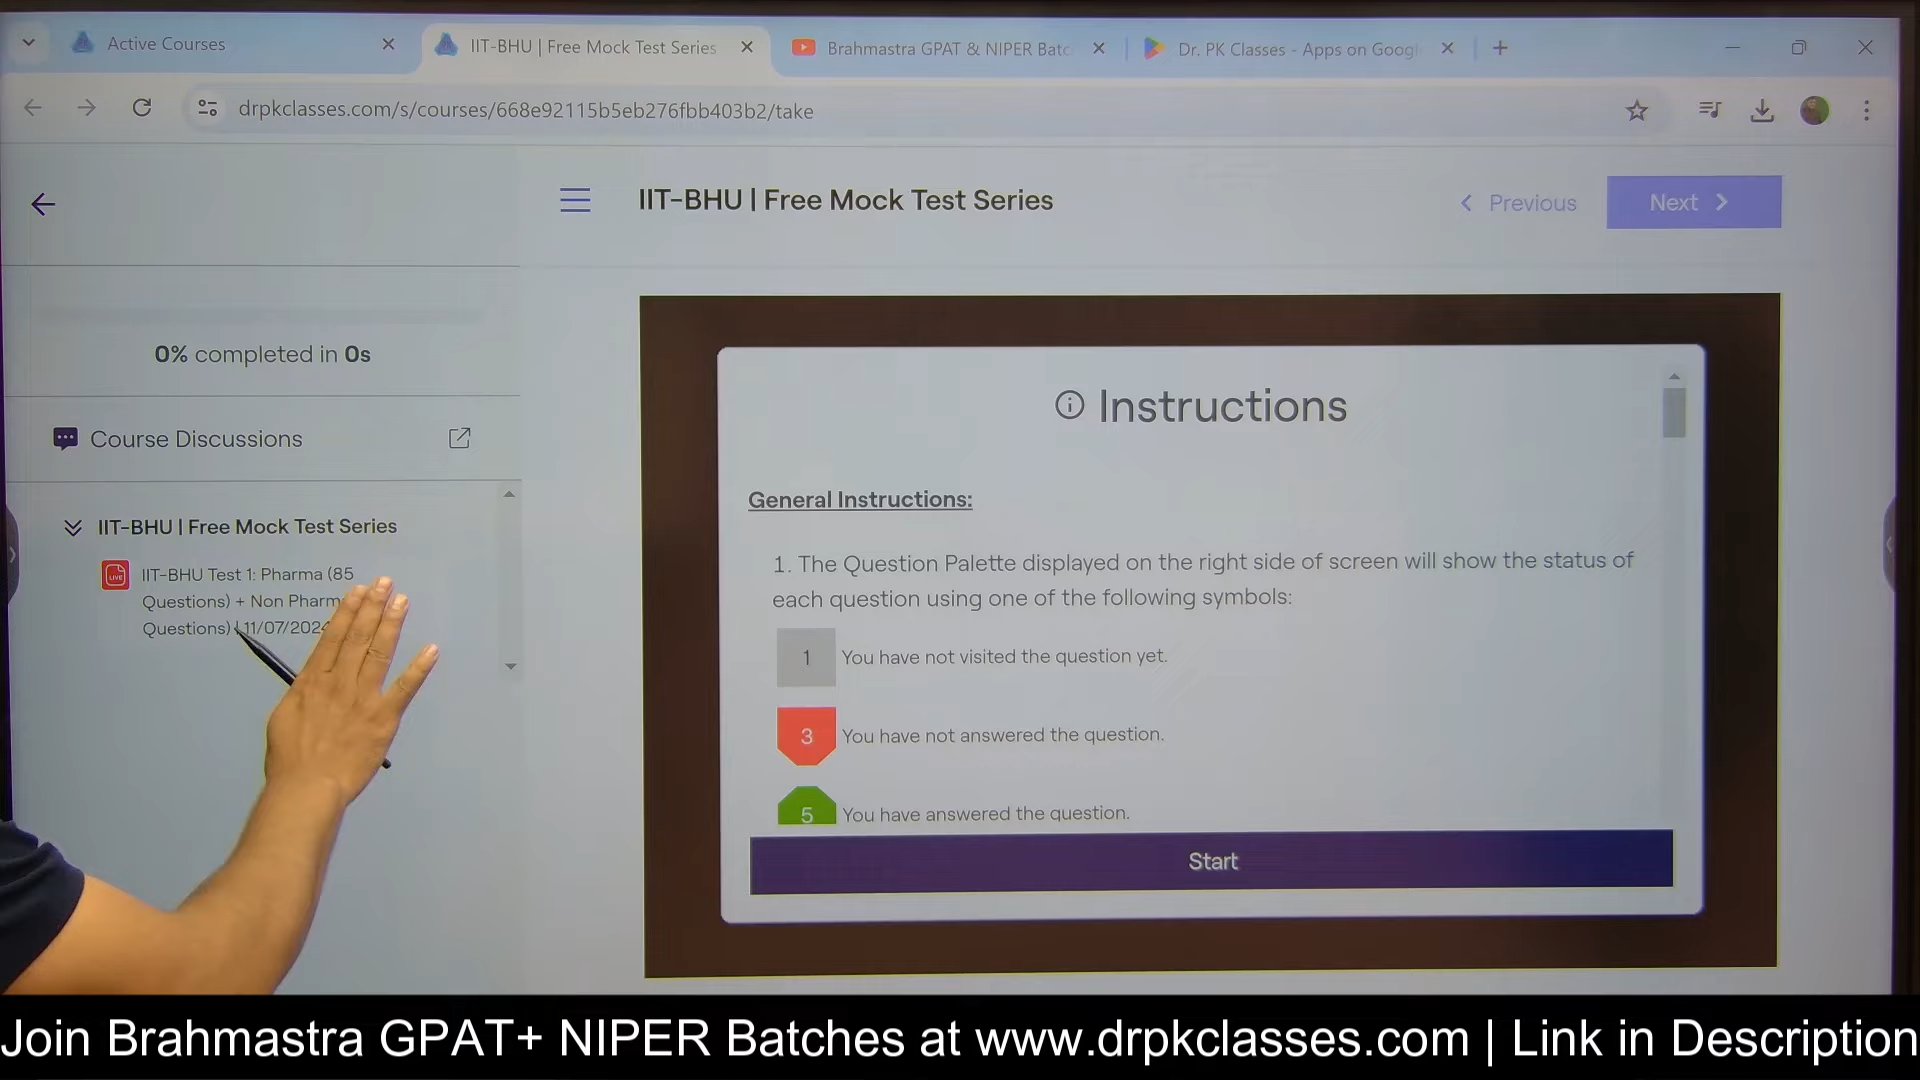 Active Courses
IIT-BHU | Free Mock Test Series
Brahmastra GPAT & NIPER Batc
Dr. PK Classes - Apps on Googl
drpkclasses.com/s/courses/668e92115b5eb276fbb403b2/take
IIT-BHU | Free Mock Test Series
Previous
Next
0% completed in 0s
Course Discussions
IIT-BHU | Free Mock Test Series
LIVE
IIT-BHU Test 1: Pharma (85
Questions) + Non Pharm
Questions) | 11/07/2024
Instructions
General Instructions:
1. The Question Palette displayed on the right side of screen will show the status of
each question using one of the following symbols:
1 You have not visited the question yet.
3 You have not answered the question.
5 You have answered the question.
Start
Join Brahmastra GPAT+ NIPER Batches at www.drpkclasses.com | Link in Description